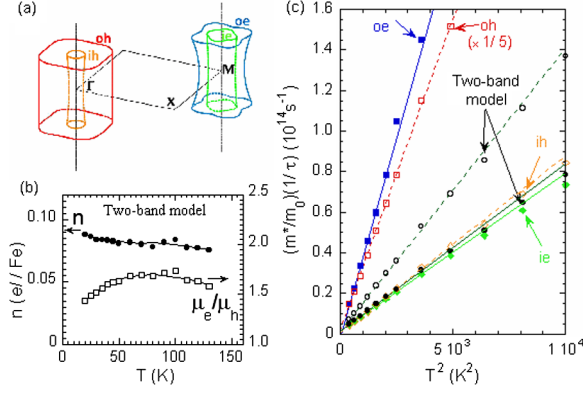 (a)
oh
ih
Γ
X
oe
ie
M
(b)
n
Two-band model
μe/μh
n (e// Fe)
0.10
0.05
0.0
2.5
2.0
1.5
1.0
0 50 100 150
T (K)
(c)
oe
oh
(× 1/5)
Two-band
model
ih
ie
(m*/m0)(1/τ) (10^14 s^-1)
1.6
1.4
1.2
1.0
0.8
0.6
0.4
0.2
0
0 5 10^3 1 10^4
T^2 (K^2)